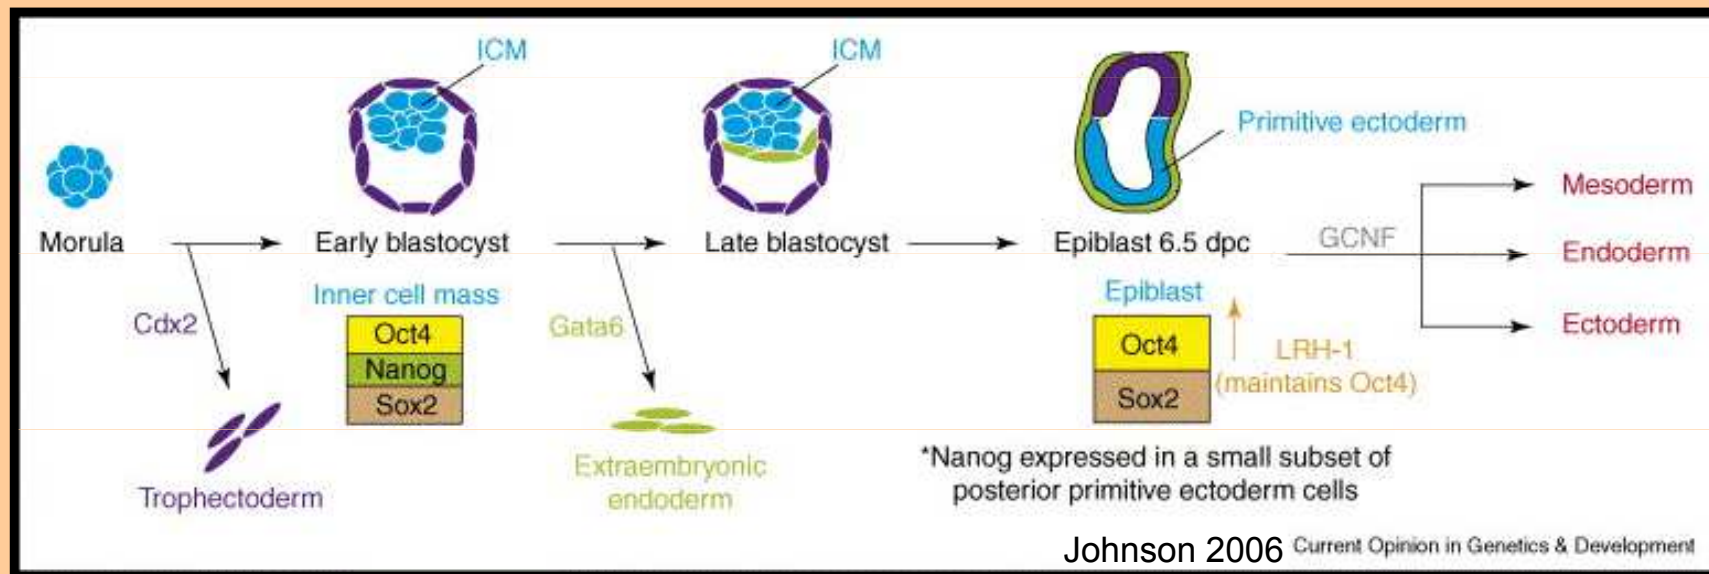 ICM
ICM
Primitive ectoderm
Mesoderm
Morula
Early blastocyst
Late blastocyst
Epiblast 6.5 dpc
GCNF
Endoderm
Inner cell mass
Epiblast
Cdx2
Oct4
Gata6
Oct4
Ectoderm
Nanog
LRH-1
(maintains Oct4)
Sox2
Sox2
Trophectoderm
Extraembryonic
endoderm
*Nanog expressed in a small subset of
posterior primitive ectoderm cells
Johnson 2006 Current Opinion in Genetics & Development